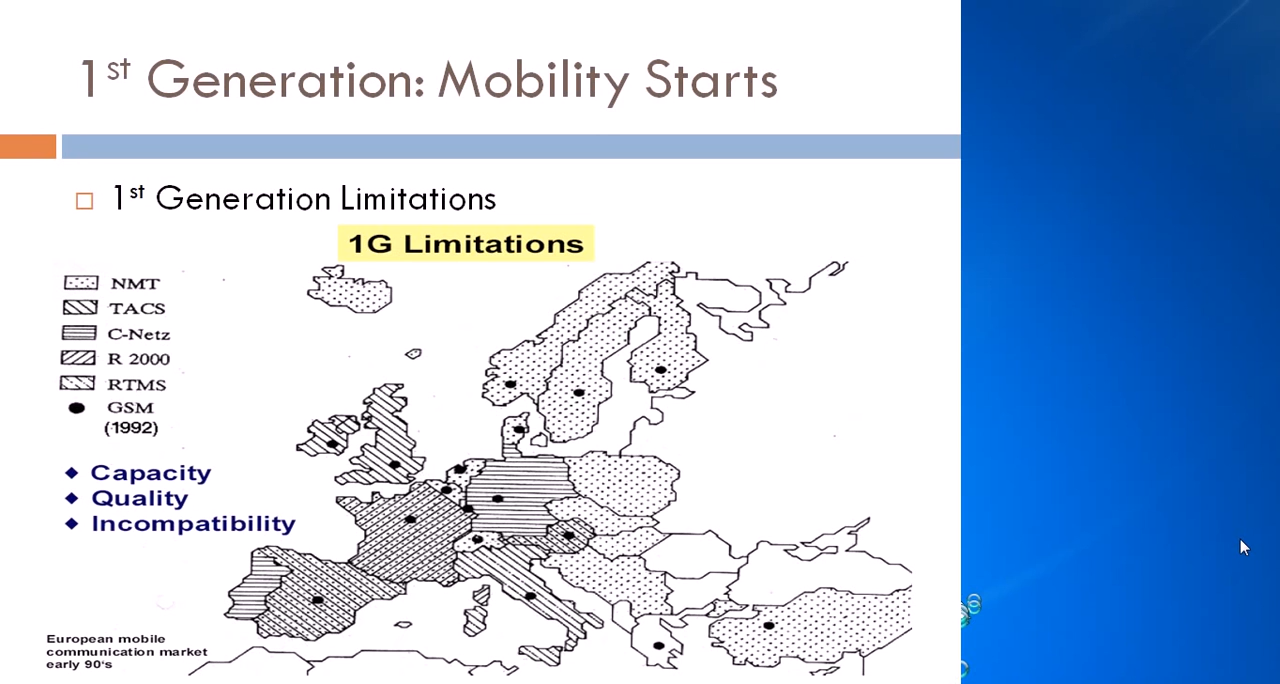 1st Generation: Mobility Starts
1st Generation Limitations
1G Limitations
NMT
TACS
C-Netz
R 2000
RTMS
GSM
(1992)
Capacity
Quality
Incompatibility
European mobile
communication market
early 90's